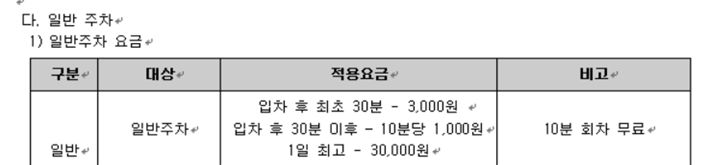 다. 일반 주차
1) 일반주차 요금
구분 대상 적용요금 비고
입차 후 최초 30분 - 3,000원
일반주차 입차 후 30분 이후 - 10분당 1,000원 10분 회차 무료
일반 1일 최고 - 30,000원